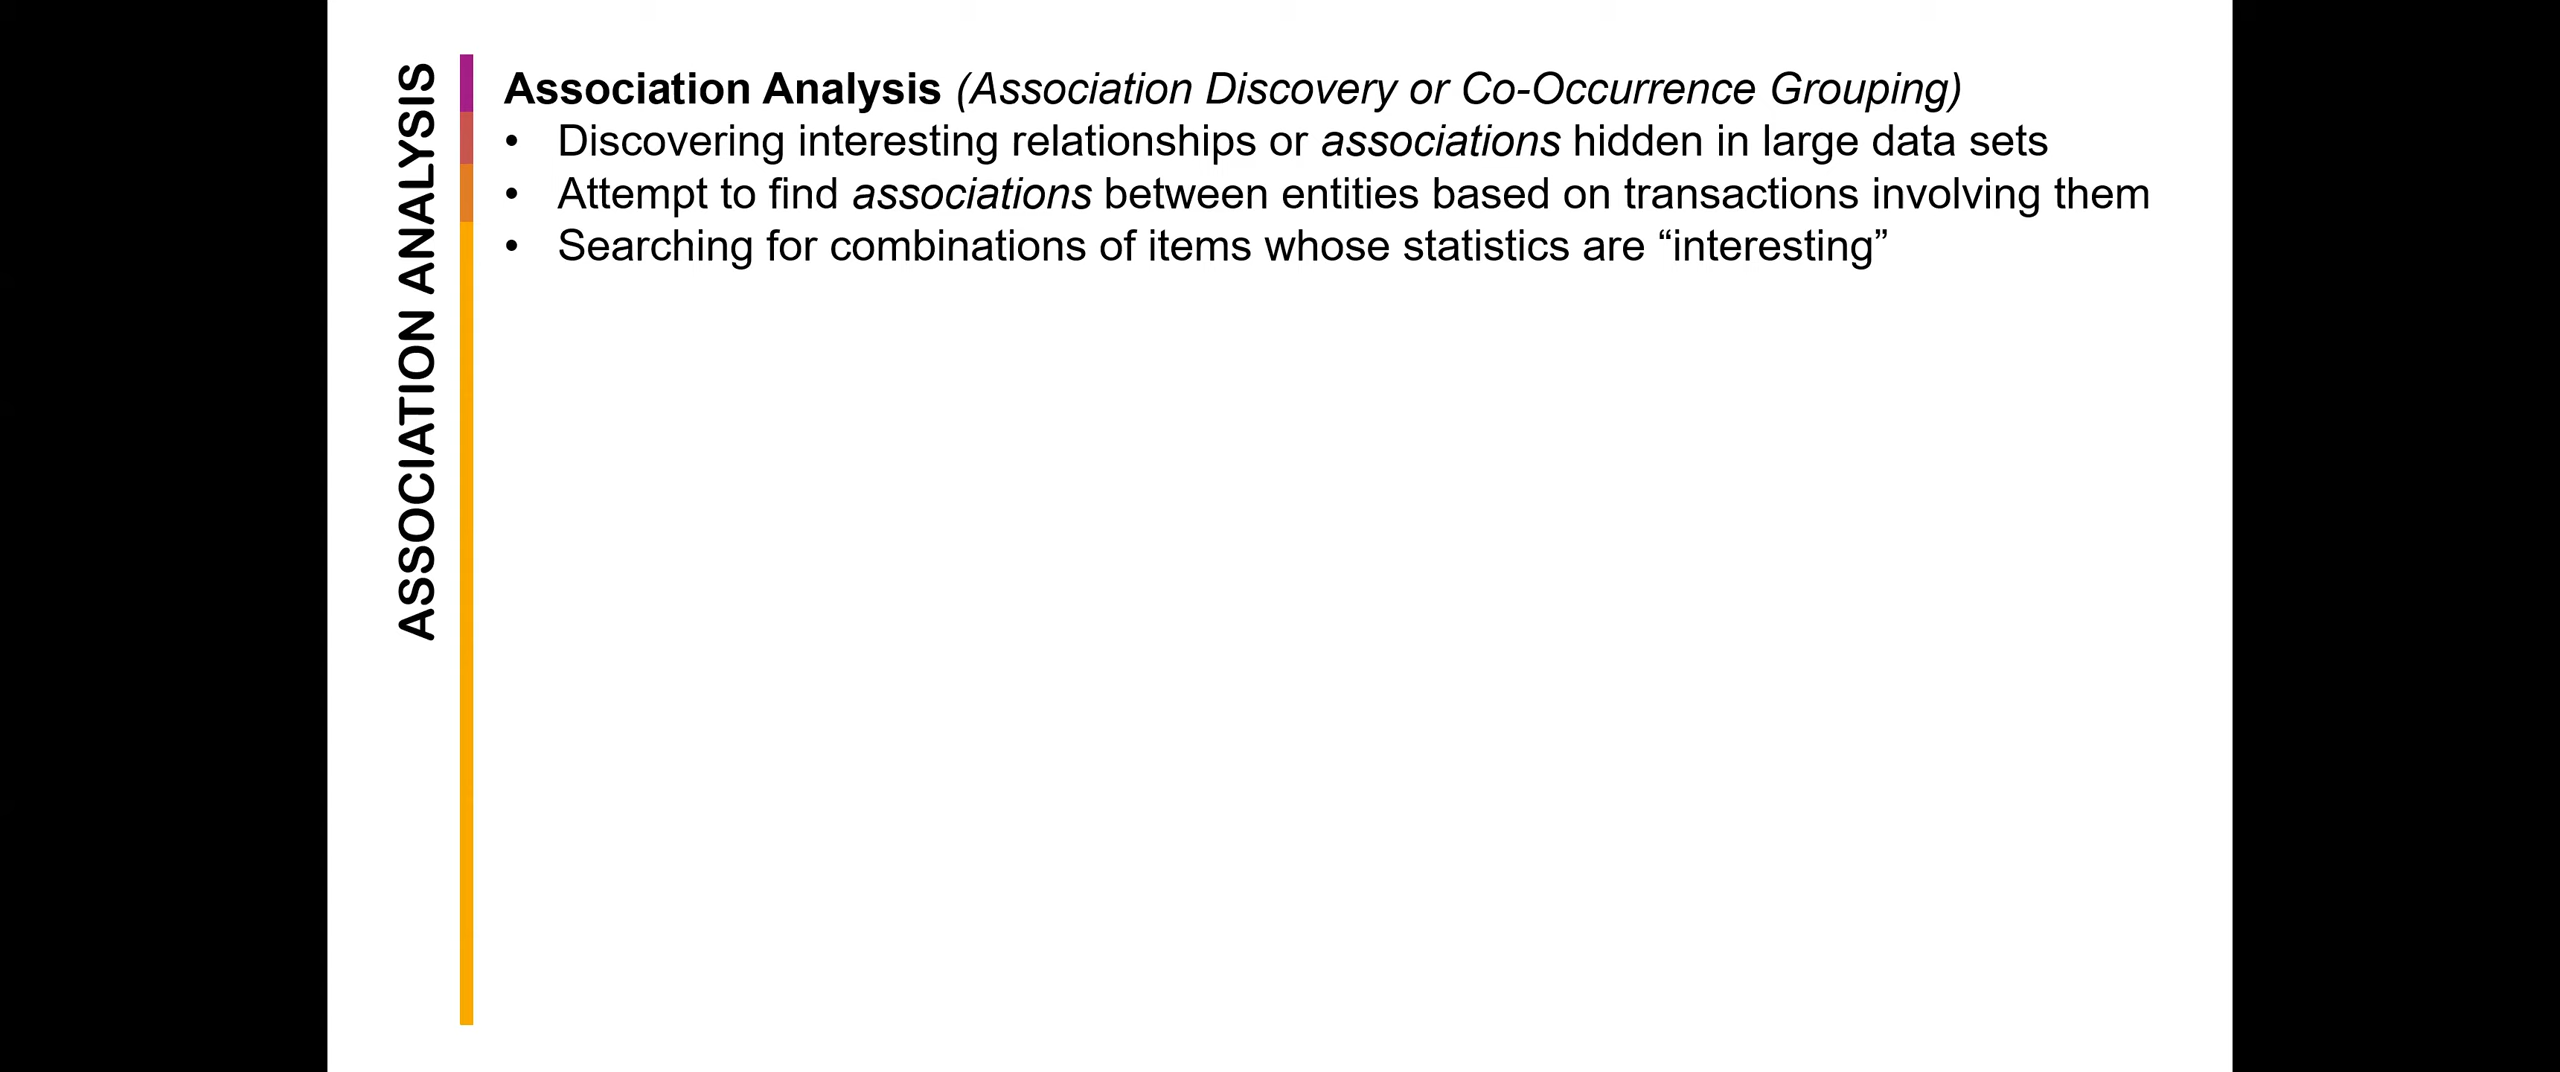 ASSOCIATION ANALYSIS
Association Analysis (Association Discovery or Co-Occurrence Grouping)
• Discovering interesting relationships or associations hidden in large data sets
• Attempt to find associations between entities based on transactions involving them
• Searching for combinations of items whose statistics are “interesting”